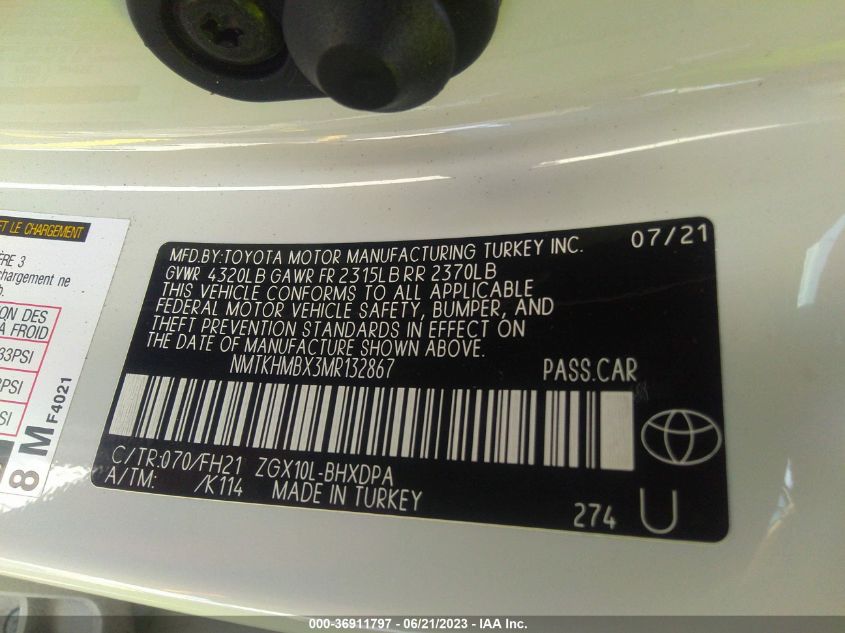 MFD.BY:TOYOTA MOTOR MANUFACTURING TURKEY INC. 07/21
GVWR 4320LB GAWR FR 2315LB RR 2370LB
THIS VEHICLE CONFORMS TO ALL APPLICABLE
FEDERAL MOTOR VEHICLE SAFETY, BUMPER, AND
THEFT PREVENTION STANDARDS IN EFFECT ON
THE DATE OF MANUFACTURE SHOWN ABOVE.
NMTKHMBX3MR132867 PASS.CAR
C/TR:070/FH21 ZGX10L-BHXDPA
A/TM: /K114 MADE IN TURKEY
274 U
ET LE CHARGEMENT
3
chargement ne
DES
A FROID
33PSI
PSI
SI
8 M F4021
000-36911797 - 06/21/2023 - IAA Inc.